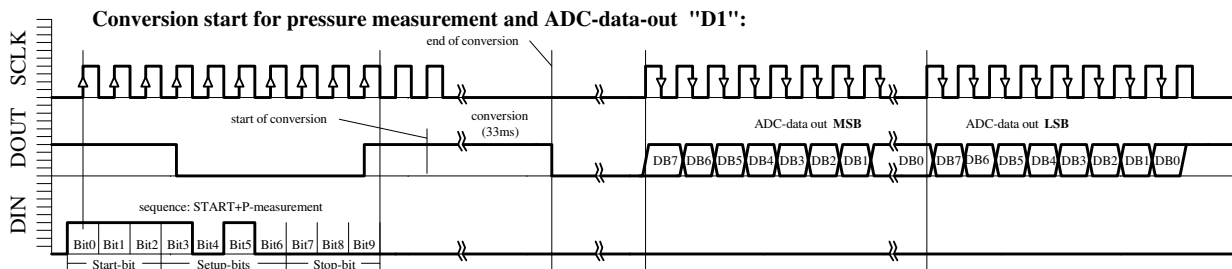 Conversion start for pressure measurement and ADC-data-out "D1":
end of conversion
SCLK
start of conversion
conversion
(33ms)
ADC-data out MSB
ADC-data out LSB
DOUT
DB7 DB6 DB5 DB4 DB3 DB2 DB1 DB0 DB7 DB6 DB5 DB4 DB3 DB2 DB1 DB0
DIN
sequence: START+P-measurement
Bit0 Bit1 Bit2 Bit3 Bit4 Bit5 Bit6 Bit7 Bit8 Bit9
Start-bit Setup-bits Stop-bit